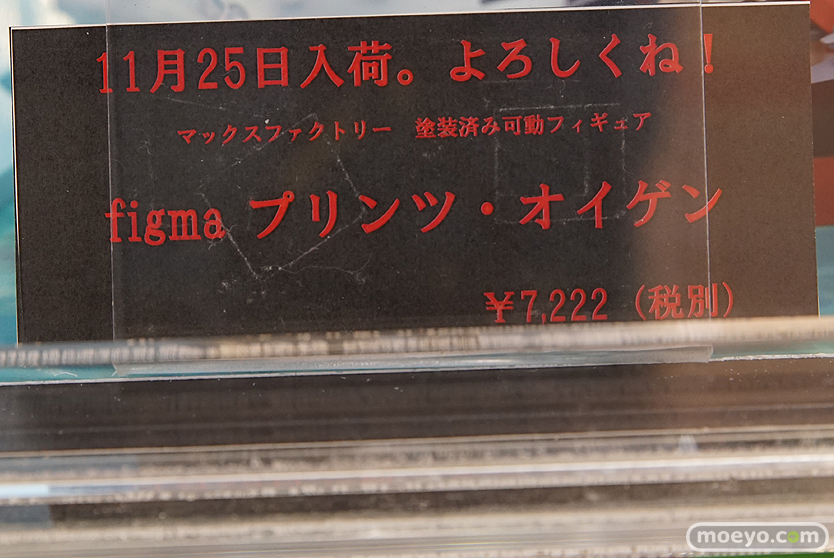 11月25日入荷。よろしくね！
マックスファクトリー　塗装済み可動フィギュア
figma プリンツ・オイゲン
￥7,222（税別）
moeyo.com